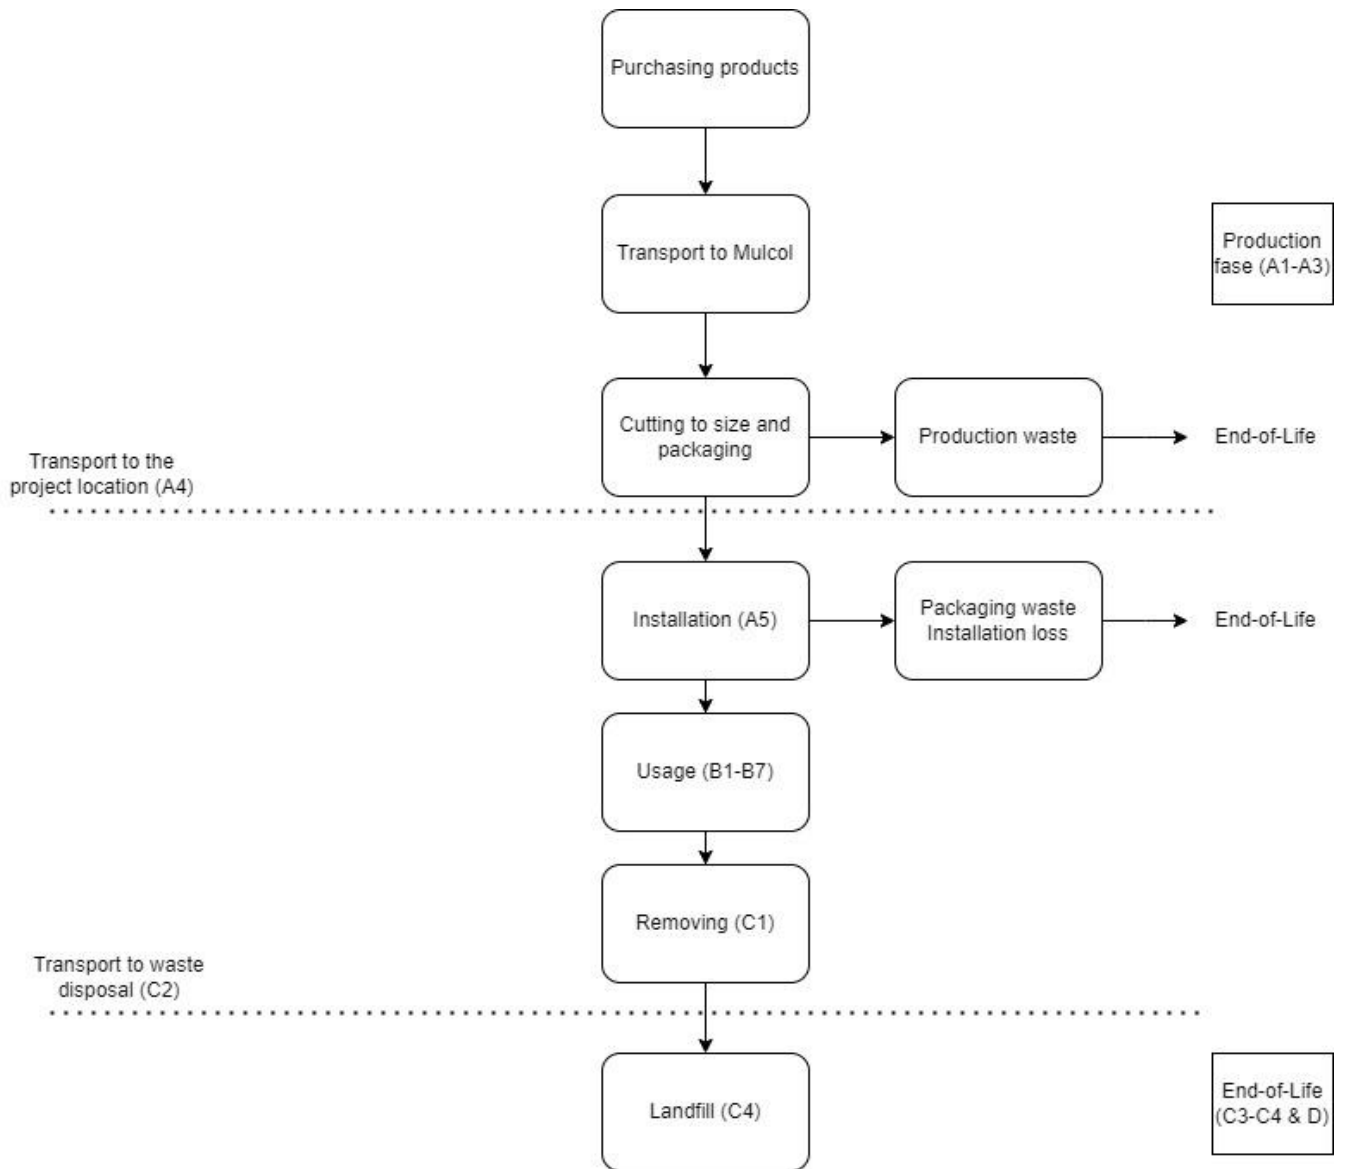 Purchasing products
Transport to Mulcol
Production
fase (A1-A3)
Cutting to size and
packaging
Production waste
End-of-Life
Transport to the
project location (A4)
Installation (A5)
Packaging waste
Installation loss
End-of-Life
Usage (B1-B7)
Removing (C1)
Transport to waste
disposal (C2)
Landfill (C4)
End-of-Life
(C3-C4 & D)